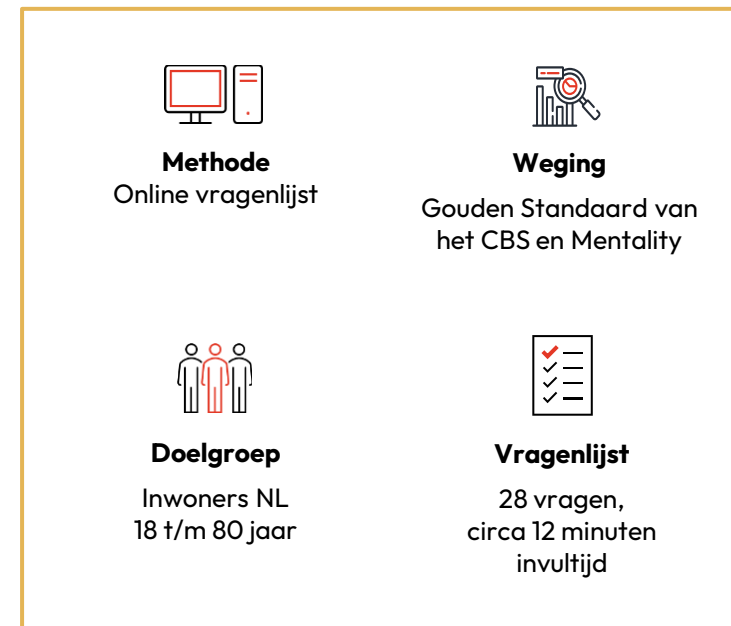 Methode
Online vragenlijst
Weging
Gouden Standaard van
het CBS en Mentality
Doelgroep
Inwoners NL
18 t/m 80 jaar
Vragenlijst
28 vragen,
circa 12 minuten
invultijd